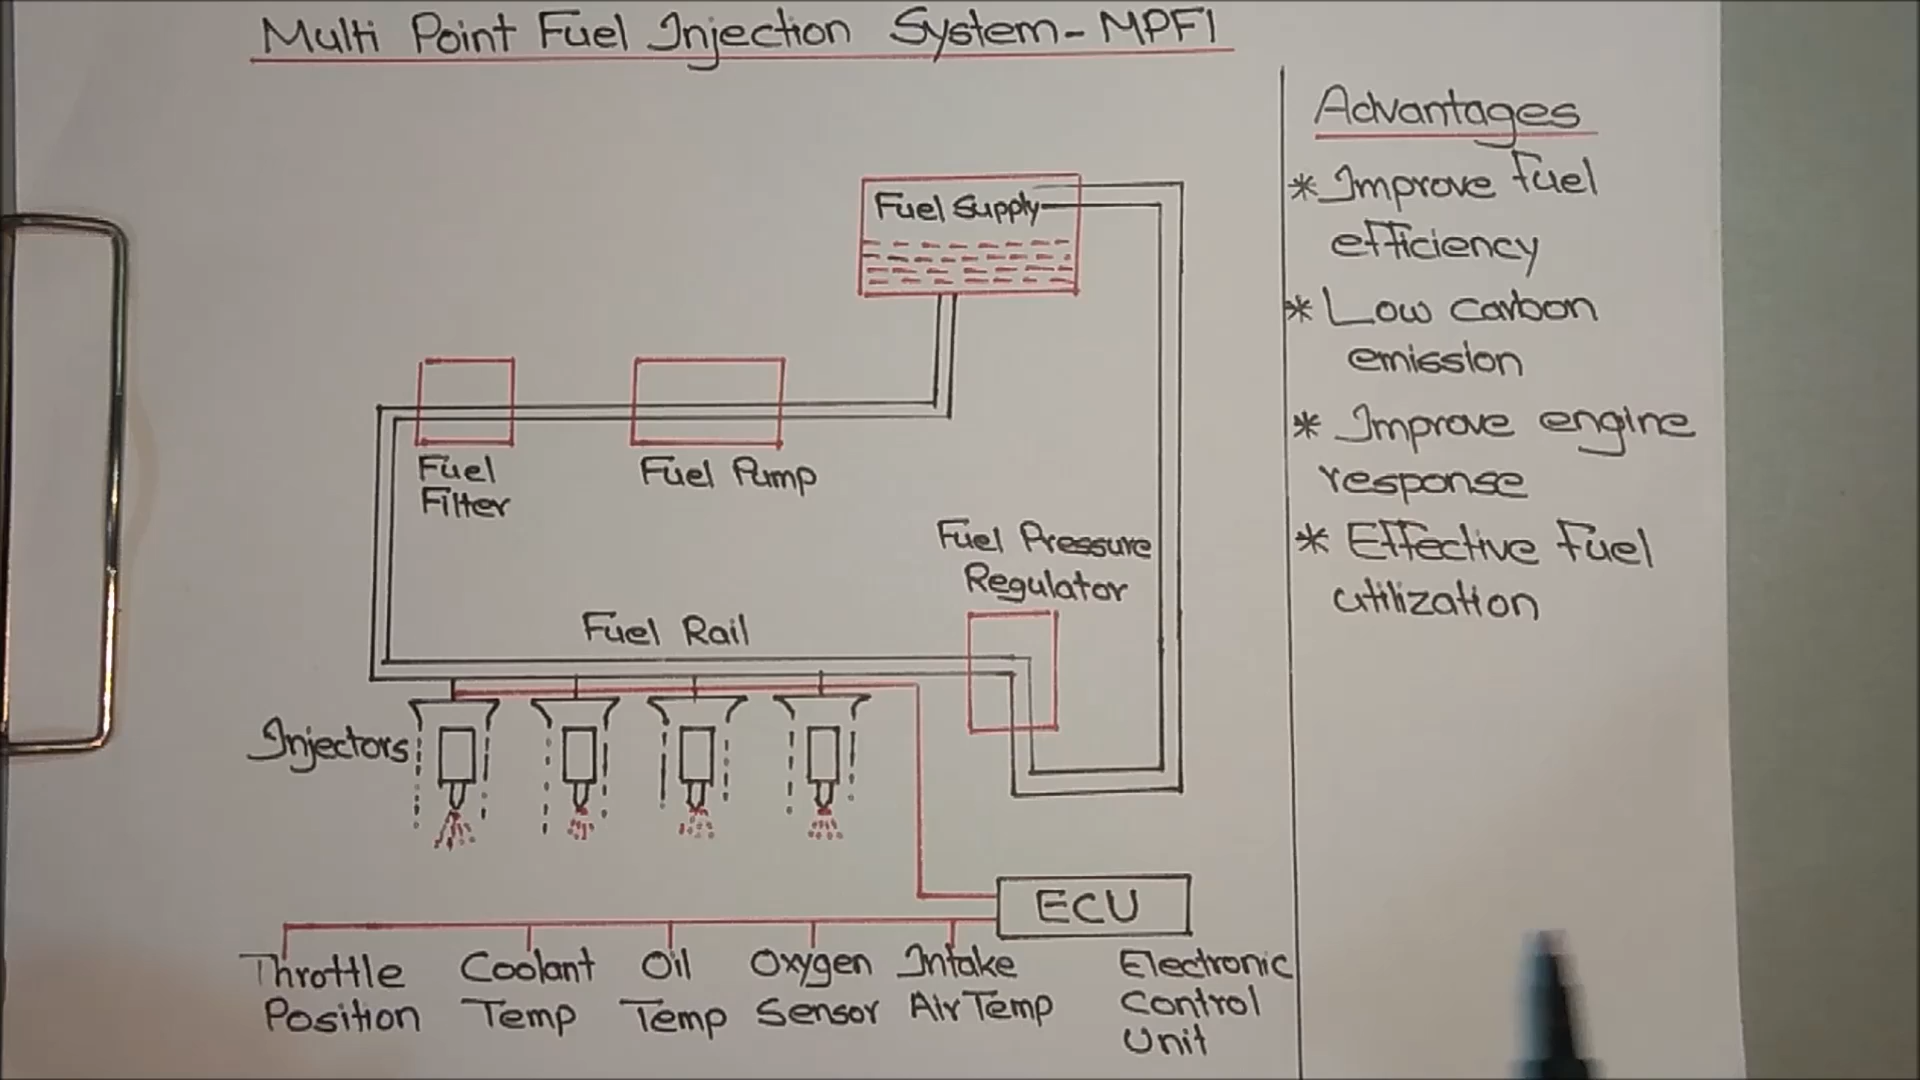 Multi Point Fuel Injection System-MPFI
Fuel Supply
Fuel
Filter
Fuel Pump
Fuel Pressure
Regulator
Fuel Rail
Injectors
ECU
Throttle
Position
Coolant
Temp
Oil
Temp
Oxygen
Sensor
Intake
Air Temp
Electronic
Control
Unit
Advantages
* Improve fuel
efficiency
* Low carbon
emission
* Improve engine
response
* Effective fuel
utilization